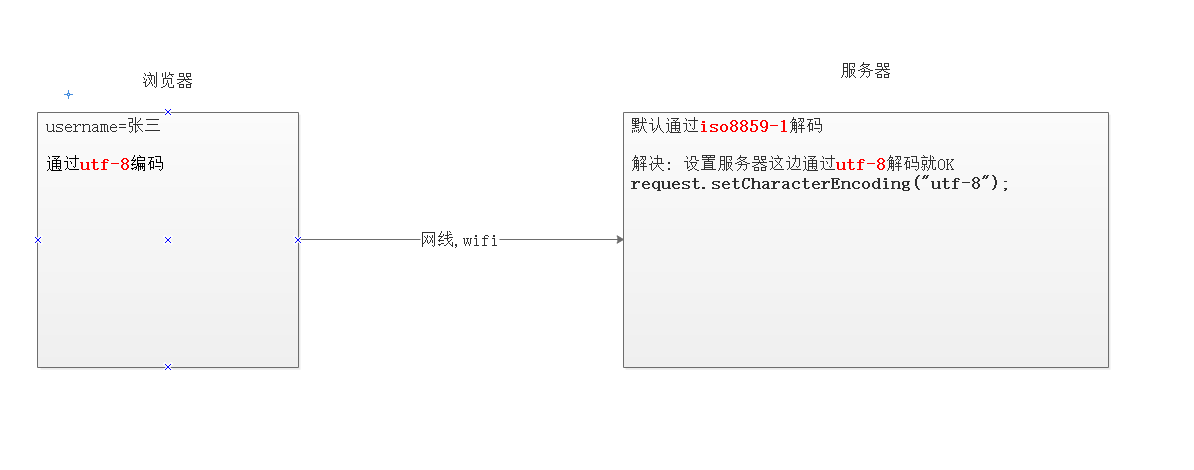 浏览器
服务器
username=张三
通过utf-8编码
网线,wifi
默认通过iso8859-1解码
解决: 设置服务器这边通过utf-8解码就OK
request.setCharacterEncoding("utf-8");